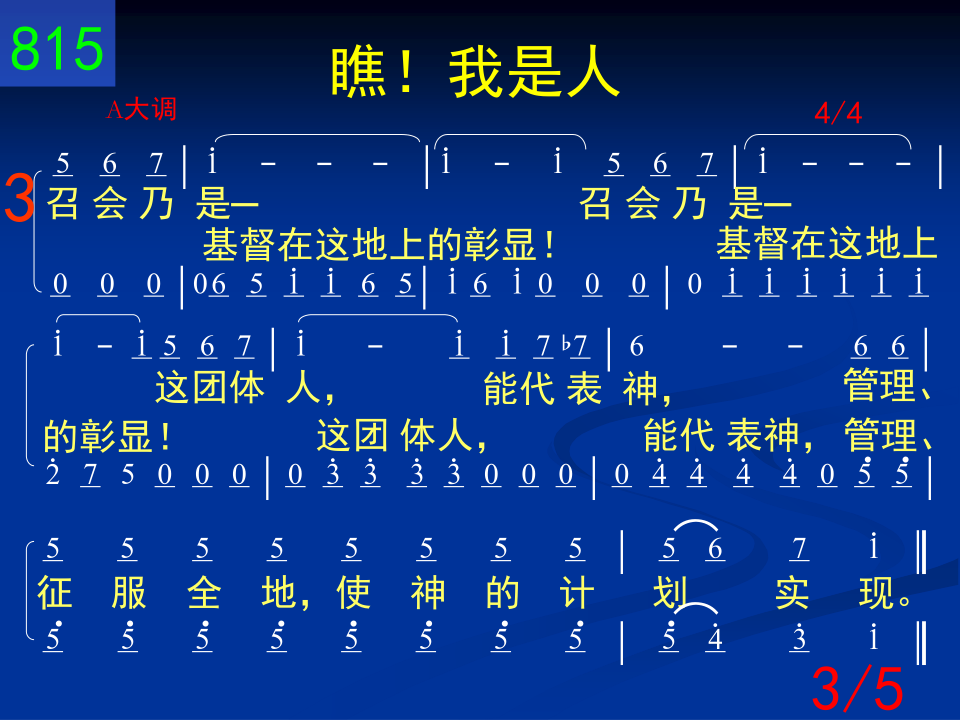 815
瞧！我是人
A大调
4/4
3
5 6 7 | i - - - | i - i 5 6 7 | i - - - |
召 会 乃 是─ 召 会 乃 是─
基督在这地上的彰显！ 基督在这地上
0 0 0 | 0 6 5 i i 6 5 | i 6 i 0 0 0 | 0 i i i i i i
i - i 5 6 7 | i - i i 7 ♭7 | 6 - - 6 6 |
这团体 人， 能代 表 神， 管理、
的彰显！ 这团 体人， 能代 表神， 管理、
2̇ 7 5 0 0 0 | 0 3̇ 3̇ 3̇ 3̇ 0 0 0 | 0 4̇ 4̇ 4̇ 4̇ 0 5̇ 5̇ |
5 5 5 5 5 5 5 5 | 5 6 7 i ‖
征 服 全 地，使 神 的 计 划 实 现。
5̇ 5̇ 5̇ 5̇ 5̇ 5̇ 5̇ 5̇ | 5̇ 4̇ 3̇ i ‖
3/5